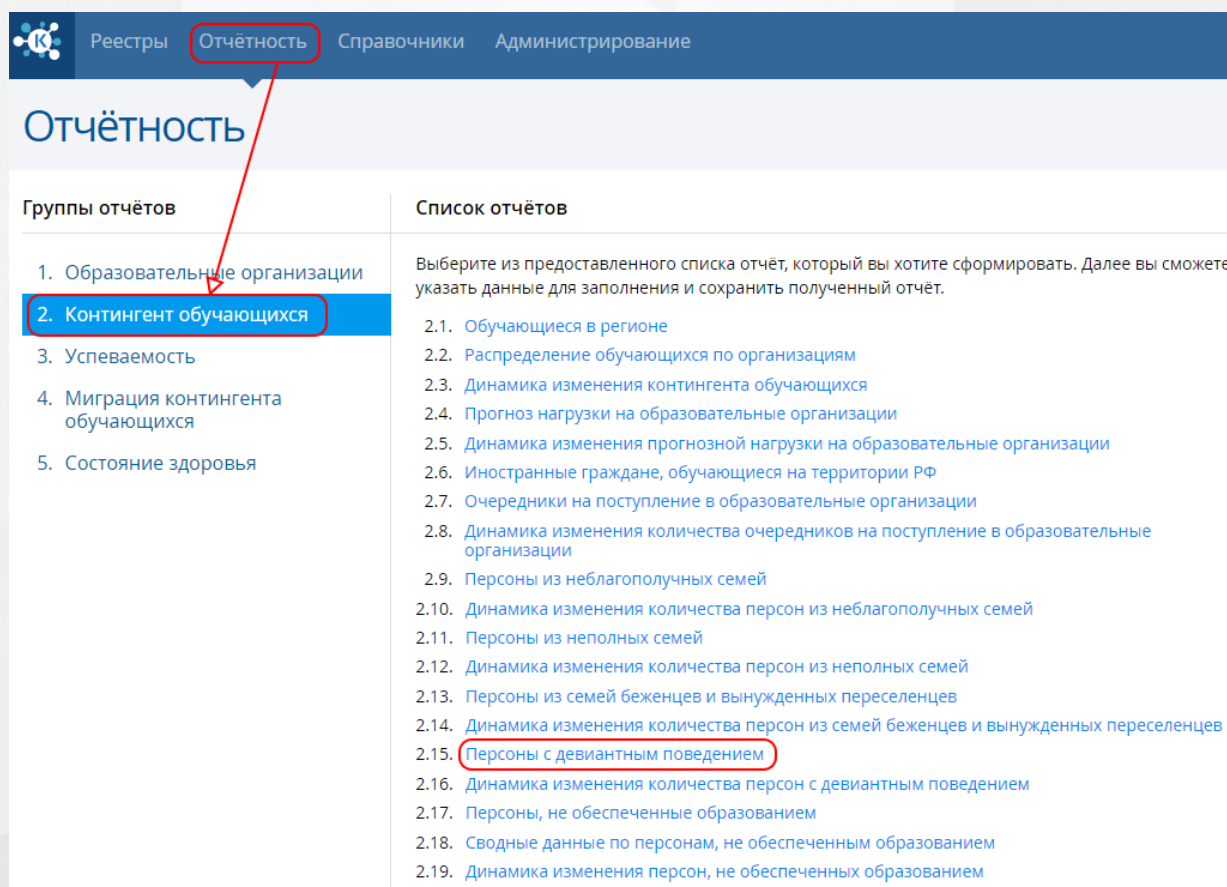 K
Реестры Отчётность Справочники Администрирование
Отчётность
Группы отчётов
1. Образовательные организации
2. Контингент обучающихся
3. Успеваемость
4. Миграция контингента
обучающихся
5. Состояние здоровья
Список отчётов
Выберите из предоставленного списка отчёт, который вы хотите сформировать. Далее вы сможете
указать данные для заполнения и сохранить полученный отчёт.
2.1. Обучающиеся в регионе
2.2. Распределение обучающихся по организациям
2.3. Динамика изменения контингента обучающихся
2.4. Прогноз нагрузки на образовательные организации
2.5. Динамика изменения прогнозной нагрузки на образовательные организации
2.6. Иностранные граждане, обучающиеся на территории РФ
2.7. Очередники на поступление в образовательные организации
2.8. Динамика изменения количества очередников на поступление в образовательные
организации
2.9. Персоны из неблагополучных семей
2.10. Динамика изменения количества персон из неблагополучных семей
2.11. Персоны из неполных семей
2.12. Динамика изменения количества персон из неполных семей
2.13. Персоны из семей беженцев и вынужденных переселенцев
2.14. Динамика изменения количества персон из семей беженцев и вынужденных переселенцев
2.15. Персоны с девиантным поведением
2.16. Динамика изменения количества персон с девиантным поведением
2.17. Персоны, не обеспеченные образованием
2.18. Сводные данные по персонам, не обеспеченным образованием
2.19. Динамика изменения персон, не обеспеченных образованием